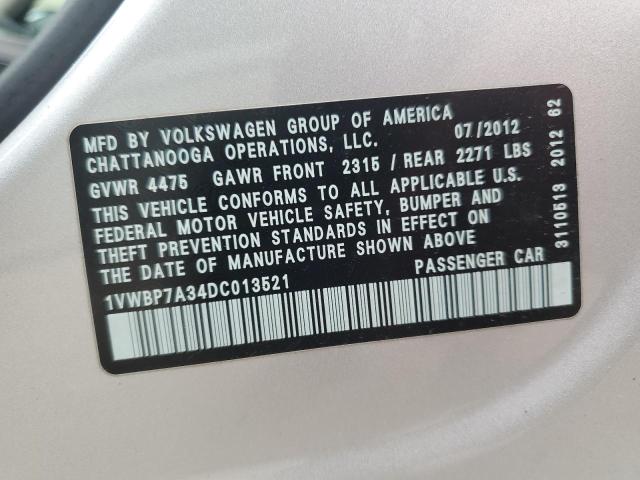 MFD BY VOLKSWAGEN GROUP OF AMERICA
CHATTANOOGA OPERATIONS, LLC. 07/2012
GVWR 4475 GAWR FRONT 2315 / REAR 2271 LBS
THIS VEHICLE CONFORMS TO ALL APPLICABLE U.S.
FEDERAL MOTOR VEHICLE SAFETY, BUMPER AND
THEFT PREVENTION STANDARDS IN EFFECT ON
THE DATE OF MANUFACTURE SHOWN ABOVE
1VWBP7A34DC013521 PASSENGER CAR
3110513 2012 62